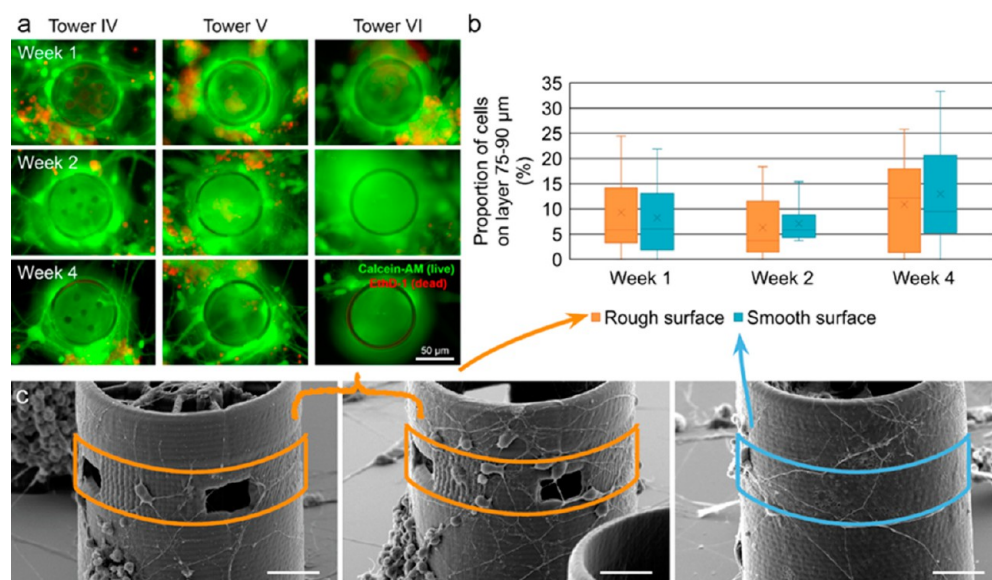 a
Tower IV
Tower V
Tower VI
Week 1
Week 2
Week 4
Calcein-AM (live)
EthD-1 (dead)
50 µm
b
Proportion of cells
on layer 75-90 µm
(%)
35
30
25
20
15
10
5
0
Week 1
Week 2
Week 4
Rough surface
Smooth surface
c